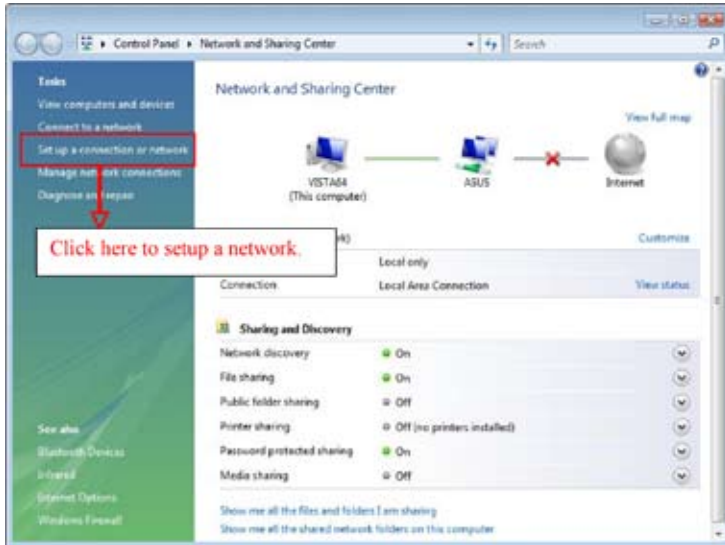 Control Panel ▸ Network and Sharing Center
Search
Tasks
View computers and devices
Connect to a network
Set up a connection or network
Manage network connections
Diagnose and repair
Click here to setup a network.
See also
Bluetooth Devices
Infrared
Internet Options
Windows Firewall
Network and Sharing Center
View full map
VISTA64
(This computer)
ASUS
Internet
Customize
Local only
Connection Local Area Connection View status
Sharing and Discovery
Network discovery On
File sharing On
Public folder sharing Off
Printer sharing Off (no printers installed)
Password protected sharing On
Media sharing Off
Show me all the files and folders I am sharing
Show me all the shared network folders on this computer